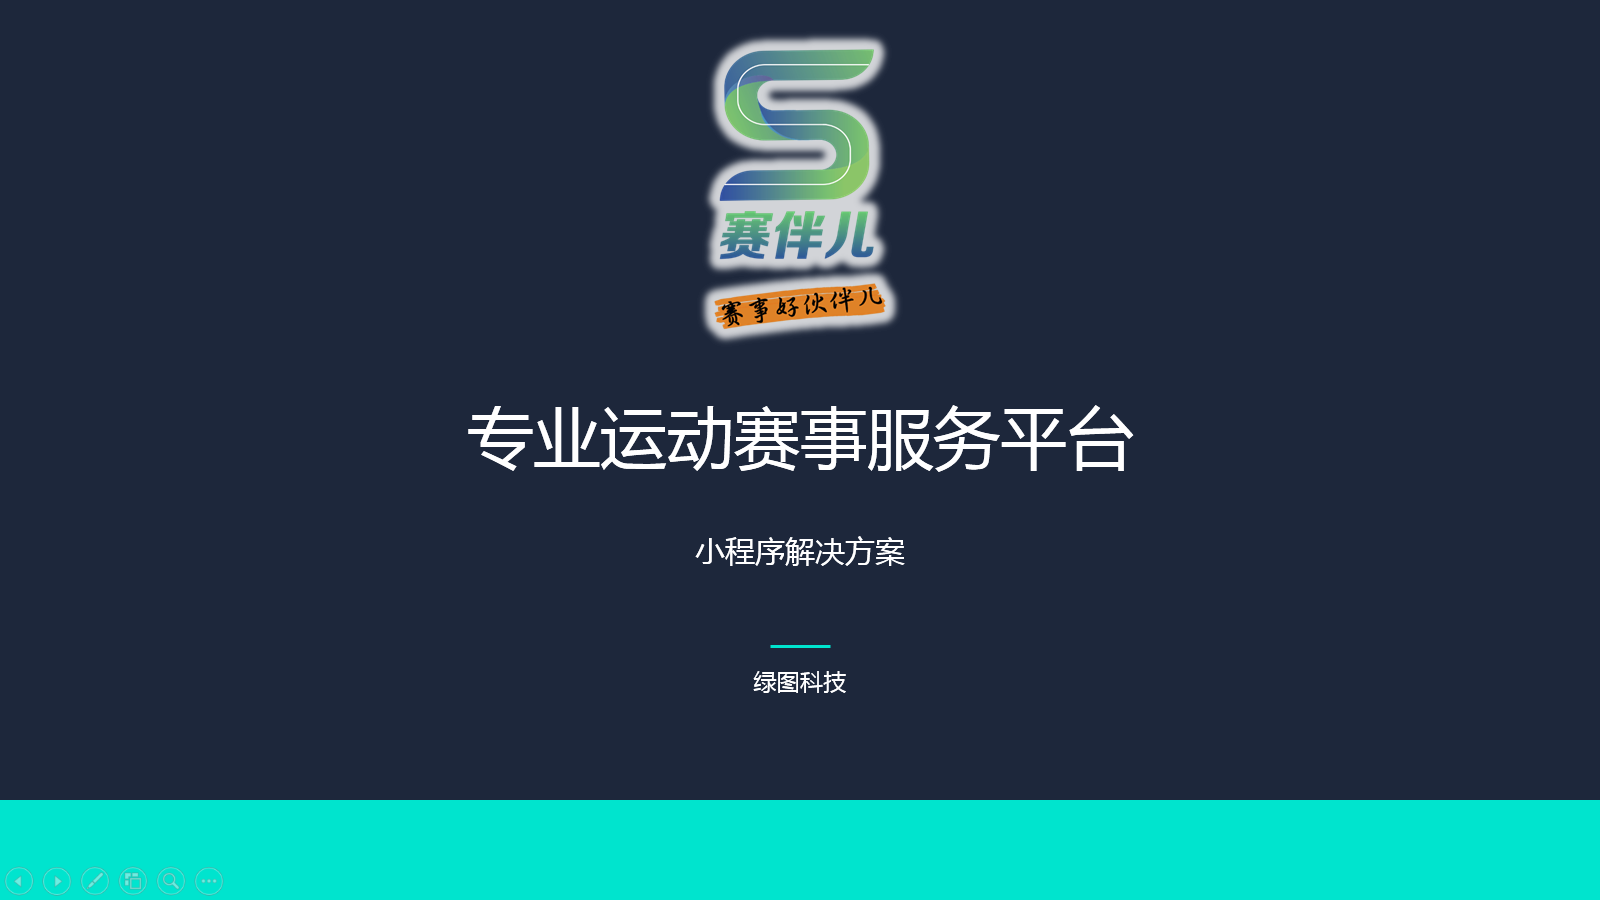 赛伴儿
赛事好伙伴儿
专业运动赛事服务平台
小程序解决方案
绿图科技